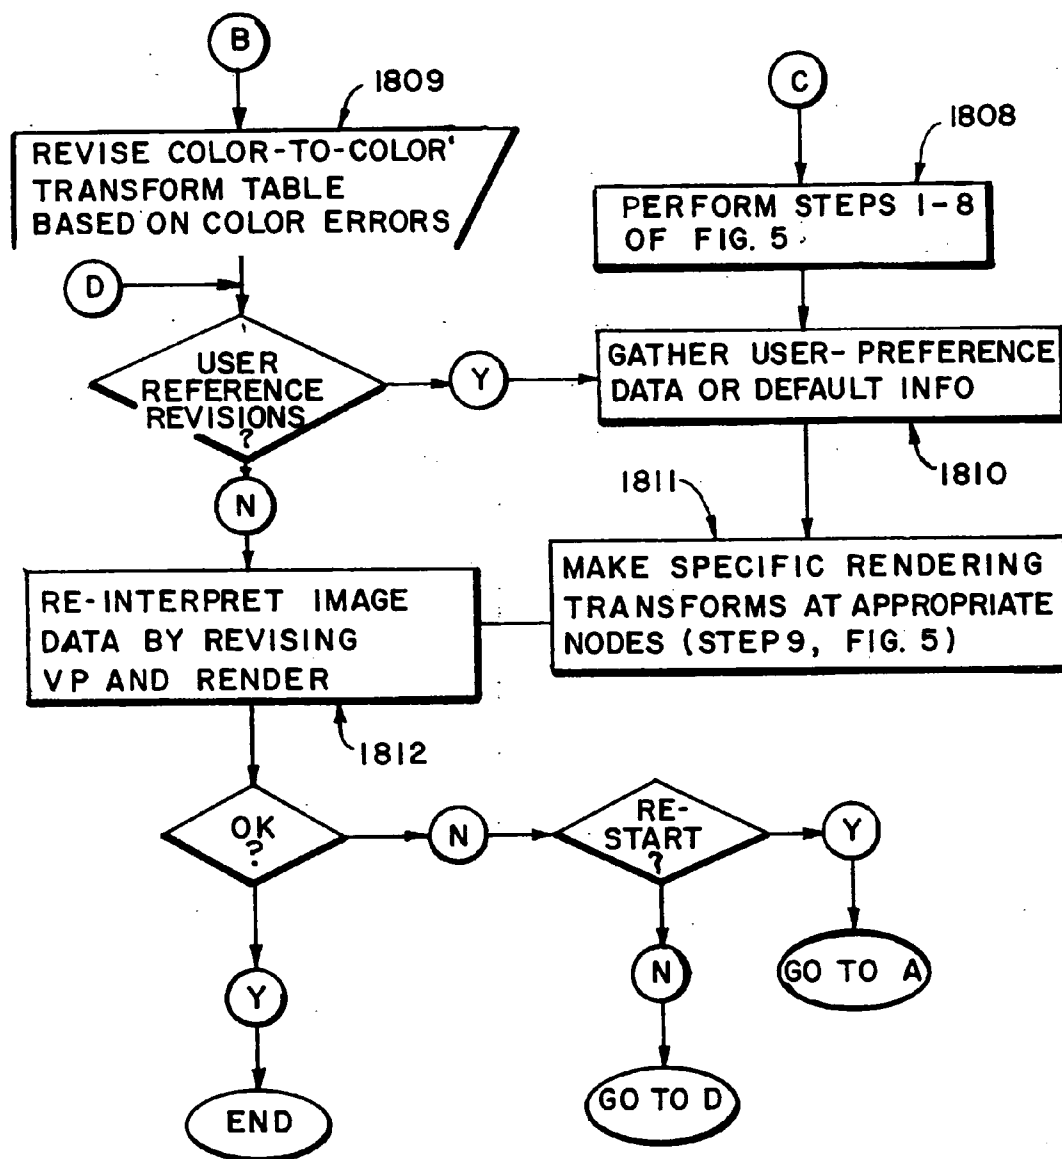 B
1809
REVISE COLOR-TO-COLOR'
TRANSFORM TABLE
BASED ON COLOR ERRORS
C
1808
PERFORM STEPS 1-8
OF FIG. 5
D
USER
REFERENCE
REVISIONS
?
Y
GATHER USER-PREFERENCE
DATA OR DEFAULT INFO
1810
N
1811
MAKE SPECIFIC RENDERING
TRANSFORMS AT APPROPRIATE
NODES (STEP 9, FIG. 5)
RE-INTERPRET IMAGE
DATA BY REVISING
VP AND RENDER
1812
OK
?
N
RE-
START
?
Y
GO TO A
Y
END
N
GO TO D